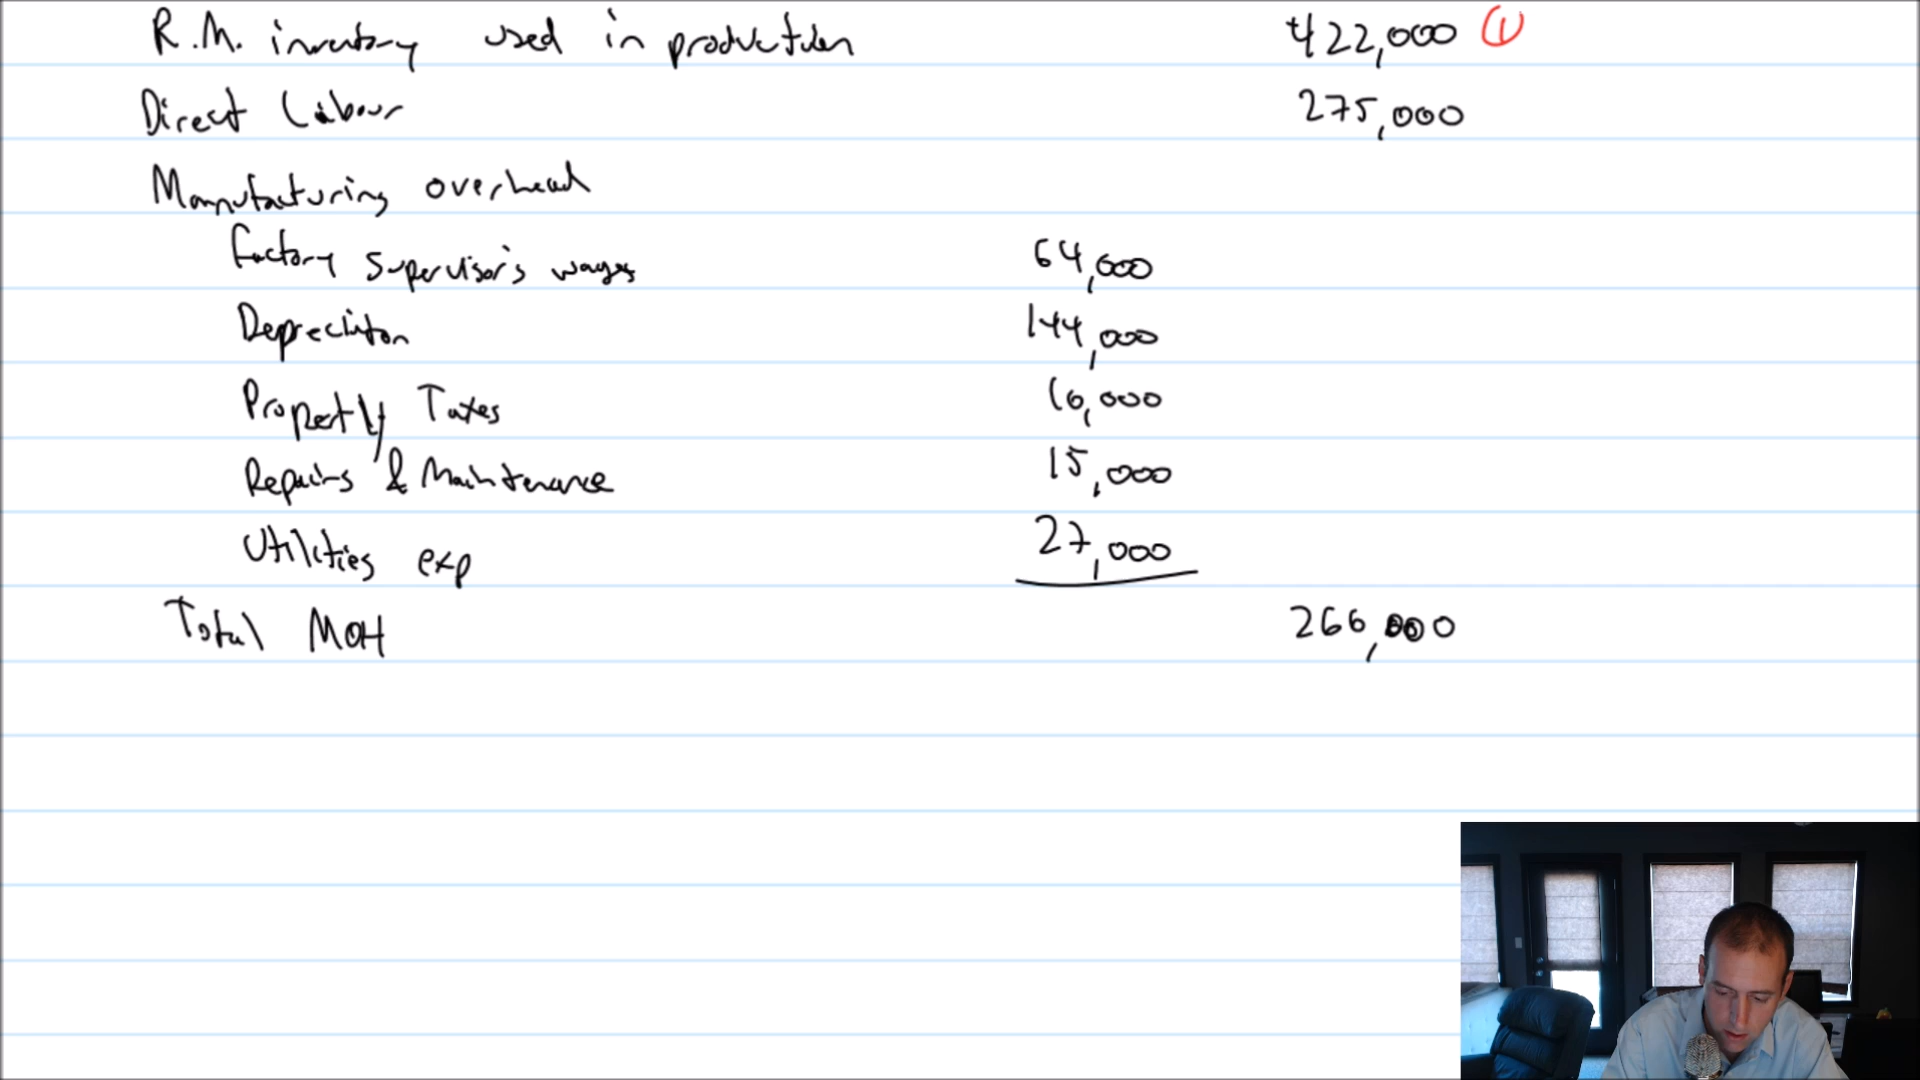 R.M. inventory used in production 422,000 (1)
Direct Labour 275,000
Manufacturing overhead
Factory Supervisor's wages 64,000
Depreciation 144,000
Property Taxes 16,000
Repairs & Maintenance 15,000
Utilities exp 27,000
Total MOH 266,000